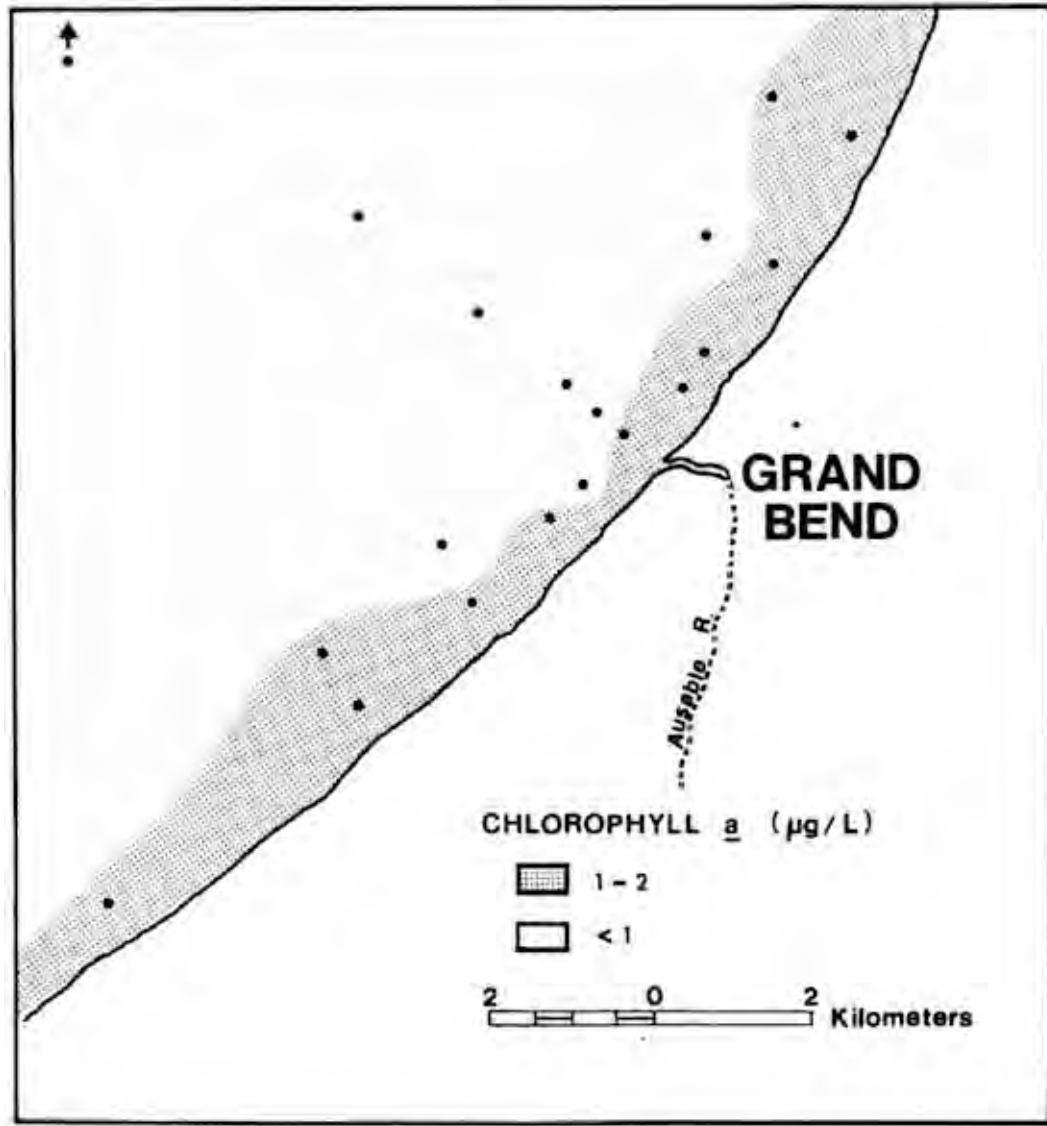 GRAND
BEND
Ausable R.
CHLOROPHYLL a (µg/L)
1 - 2
< 1
2 0 2
Kilometers